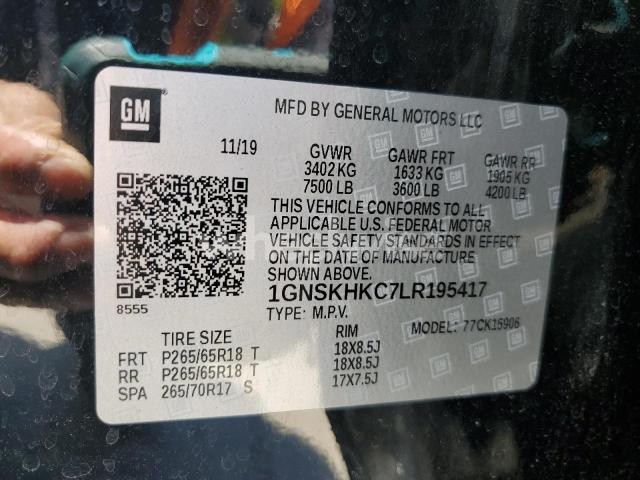 GM
MFD BY GENERAL MOTORS LLC
11/19 GVWR GAWR FRT GAWR RR
3402 KG 1633 KG 1905 KG
7500 LB 3600 LB 4200 LB
THIS VEHICLE CONFORMS TO ALL
APPLICABLE U.S. FEDERAL MOTOR
VEHICLE SAFETY STANDARDS IN EFFECT
ON THE DATE OF MANUFACTURE
SHOWN ABOVE.
8555
1GNSKHKC7LR195417
TYPE: M.P.V. MODEL: 77CK15906
TIRE SIZE RIM
FRT P265/65R18 T 18X8.5J
RR P265/65R18 T 18X8.5J
SPA 265/70R17 S 17X7.5J